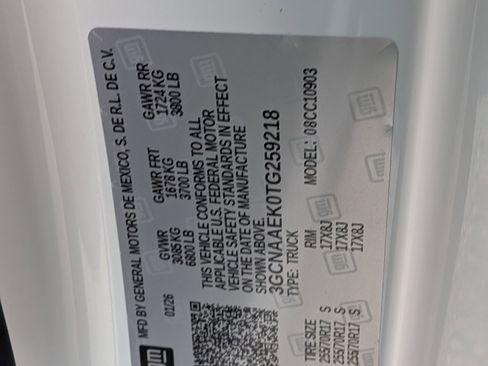 gm
MFD BY GENERAL MOTORS DE MEXICO, S. DE R.L. DE C.V.
01/26
GVWR GAWR FRT GAWR RR
3085 KG 1678 KG 1724 KG
6800 LB 3700 LB 3800 LB
THIS VEHICLE CONFORMS TO ALL
APPLICABLE U.S. FEDERAL MOTOR
VEHICLE SAFETY STANDARDS IN EFFECT
ON THE DATE OF MANUFACTURE
SHOWN ABOVE.
3GCNAAEK0TG259218
TYPE: TRUCK MODEL: 08CC10903
TIRE SIZE RIM
255/70R17 S 17X8J
255/70R17 S 17X8J
255/70R17 S 17X8J